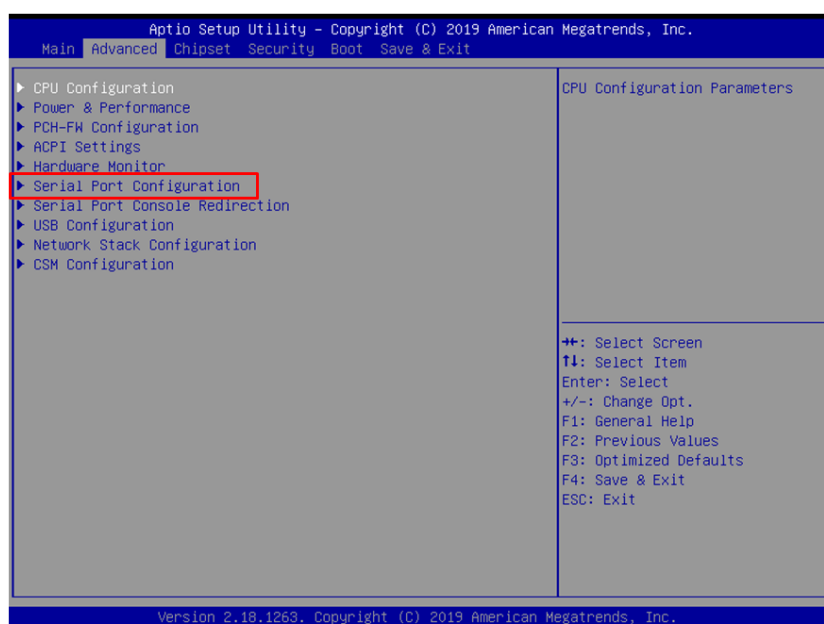 Aptio Setup Utility – Copyright (C) 2019 American Megatrends, Inc.
Main Advanced Chipset Security Boot Save & Exit
CPU Configuration
Power & Performance
PCH-FW Configuration
ACPI Settings
Hardware Monitor
Serial Port Configuration
Serial Port Console Redirection
USB Configuration
Network Stack Configuration
CSM Configuration
CPU Configuration Parameters
→←: Select Screen
↑↓: Select Item
Enter: Select
+/-: Change Opt.
F1: General Help
F2: Previous Values
F3: Optimized Defaults
F4: Save & Exit
ESC: Exit
Version 2.18.1263. Copyright (C) 2019 American Megatrends, Inc.